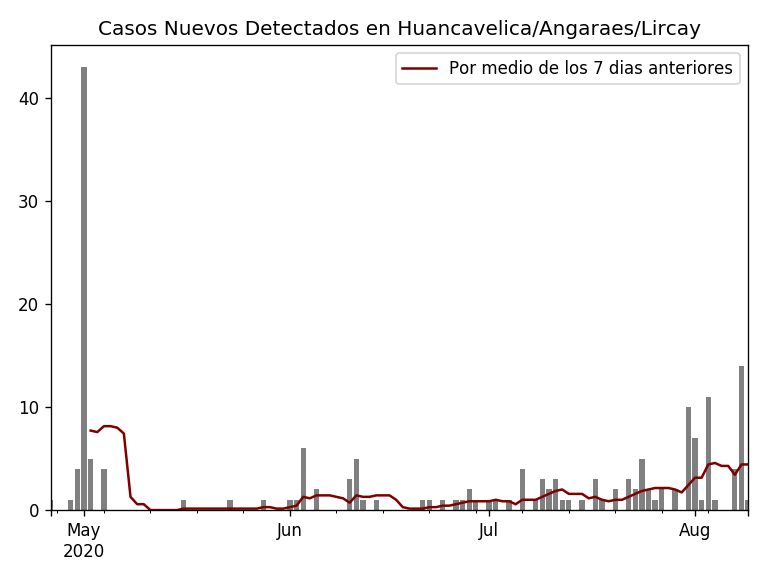 Casos Nuevos Detectados en Huancavelica/Angaraes/Lircay
Por medio de los 7 dias anteriores
40
30
20
10
0
May Jun Jul Aug
2020